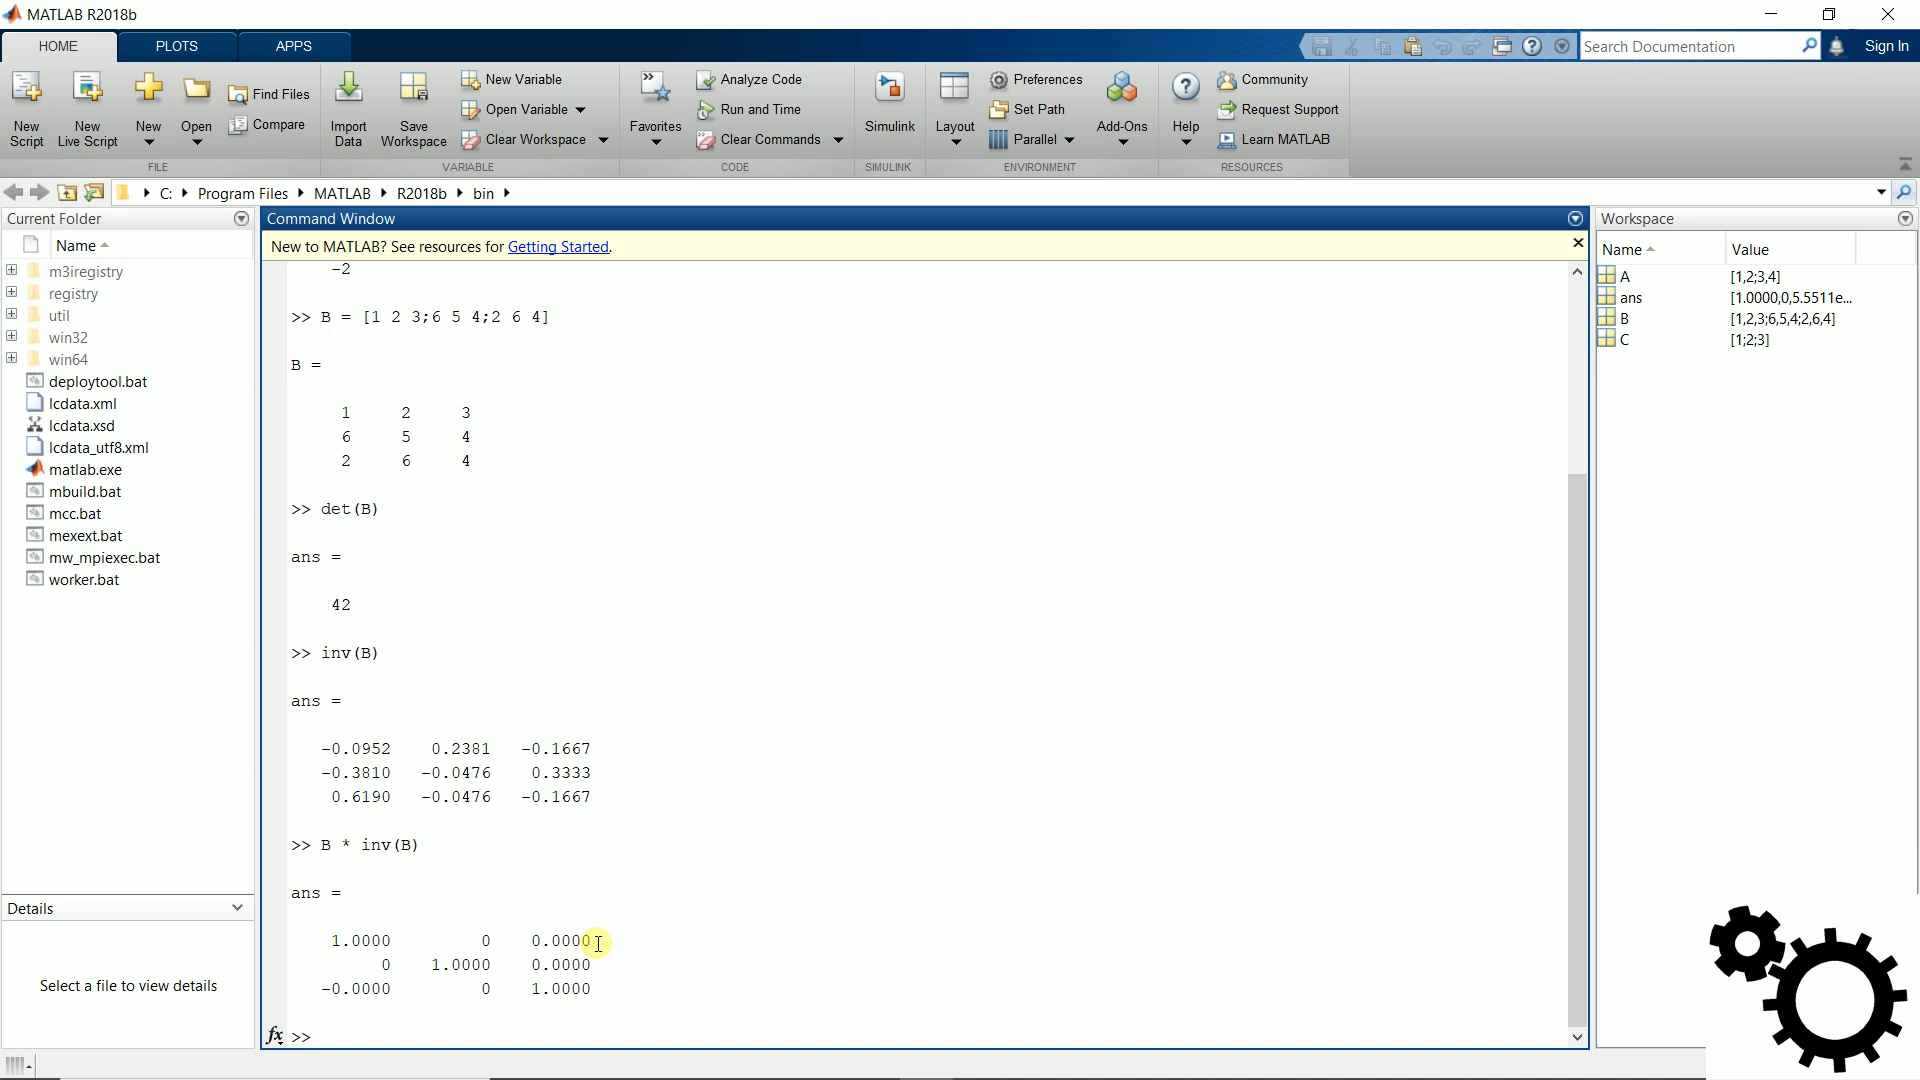 MATLAB R2018b
HOME PLOTS APPS
Search Documentation
Sign In
New Script
New Live Script
New
Open
Find Files
Compare
FILE
Import Data
Save Workspace
New Variable
Open Variable
Clear Workspace
VARIABLE
Favorites
Analyze Code
Run and Time
Clear Commands
CODE
Simulink
SIMULINK
Layout
Preferences
Set Path
Parallel
Add-Ons
ENVIRONMENT
Help
Community
Request Support
Learn MATLAB
RESOURCES
C: Program Files MATLAB R2018b bin
Current Folder
Name
m3iregistry
registry
util
win32
win64
deploytool.bat
lcdata.xml
lcdata.xsd
lcdata_utf8.xml
matlab.exe
mbuild.bat
mcc.bat
mexext.bat
mw_mpiexec.bat
worker.bat
Details
Select a file to view details
Command Window
New to MATLAB? See resources for Getting Started.
-2
>> B = [1 2 3;6 5 4;2 6 4]
B =
1 2 3
6 5 4
2 6 4
>> det(B)
ans =
42
>> inv(B)
ans =
-0.0952 0.2381 -0.1667
-0.3810 -0.0476 0.3333
0.6190 -0.0476 -0.1667
>> B * inv(B)
ans =
1.0000 0 0.0000
0 1.0000 0.0000
-0.0000 0 1.0000
fx >>
Workspace
Name Value
A [1,2;3,4]
ans [1.0000,0,5.5511e...
B [1,2,3;6,5,4;2,6,4]
C [1;2;3]